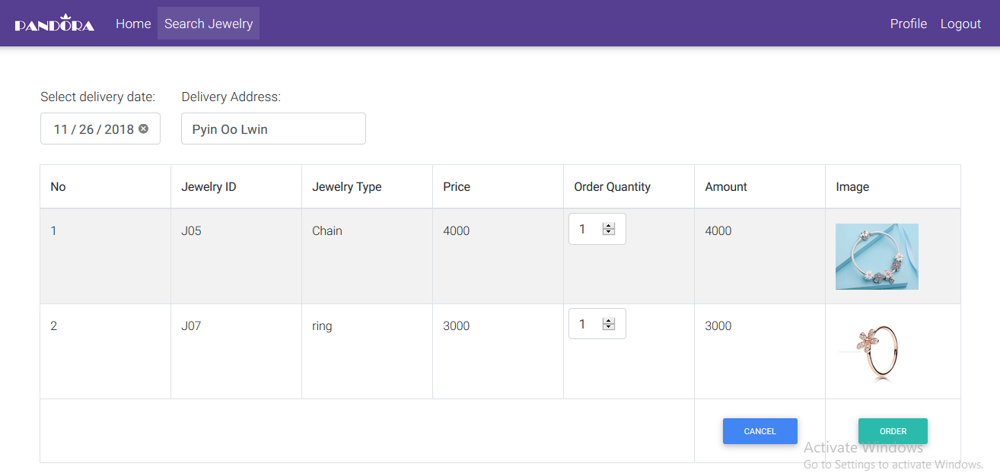 PANDORA Home Search Jewelry Profile Logout
Select delivery date: Delivery Address:
11 / 26 / 2018 Pyin Oo Lwin
No Jewelry ID Jewelry Type Price Order Quantity Amount Image
1 J05 Chain 4000 1 4000
2 J07 ring 3000 1 3000
CANCEL ORDER
Activate Windows
Go to Settings to activate Windows.